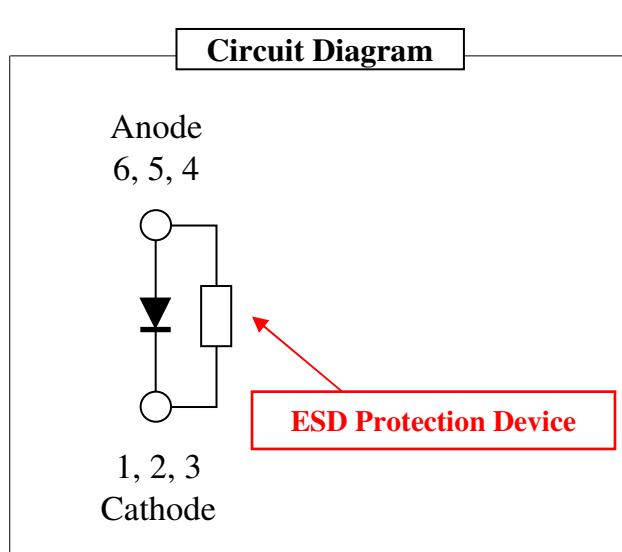 Circuit Diagram
Anode
6, 5, 4
ESD Protection Device
1, 2, 3
Cathode